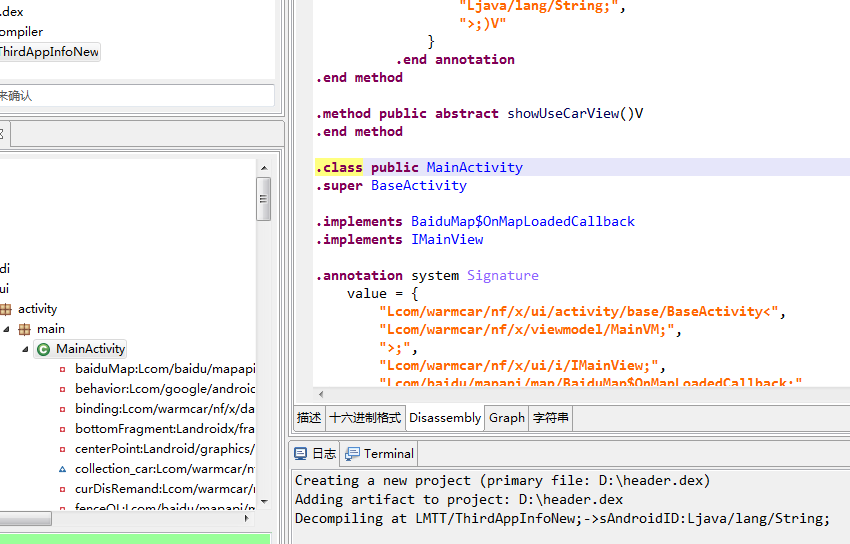 .dex
ompiler
ThirdAppInfoNew
来确认
di
ui
activity
main
MainActivity
baiduMap:Lcom/baidu/mapapi
behavior:Lcom/google/android
binding:Lcom/warmcar/nf/x/da
bottomFragment:Landroidx/fra
centerPoint:Landroid/graphics/
collection_car:Lcom/warmcar/n
curDisRemand:Lcom/warmcar/n
fenceOL:Lcom/baidu/mapapi/m
"Ljava/lang/String;",
">;)V"
}
.end annotation
.end method
.method public abstract showUseCarView()V
.end method
.class public MainActivity
.super BaseActivity
.implements BaiduMap$OnMapLoadedCallback
.implements IMainView
.annotation system Signature
value = {
"Lcom/warmcar/nf/x/ui/activity/base/BaseActivity<",
"Lcom/warmcar/nf/x/viewmodel/MainVM;",
">;",
"Lcom/warmcar/nf/x/ui/i/IMainView;",
"Lcom/baidu/mapapi/map/BaiduMap$OnMapLoadedCallback;"
描述 十六进制格式 Disassembly Graph 字符串
日志 Terminal
Creating a new project (primary file: D:\header.dex)
Adding artifact to project: D:\header.dex
Decompiling at LMTT/ThirdAppInfoNew;->sAndroidID:Ljava/lang/String;